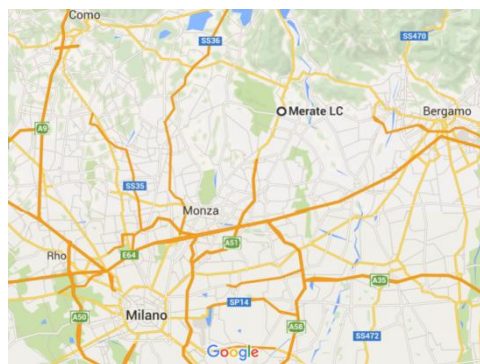 Como
SS36
SS470
Merate LC
Bergamo
A9
SS35
Monza
A51
Rho
E64
A35
SP14
A50
Milano
A58
SS472
Google